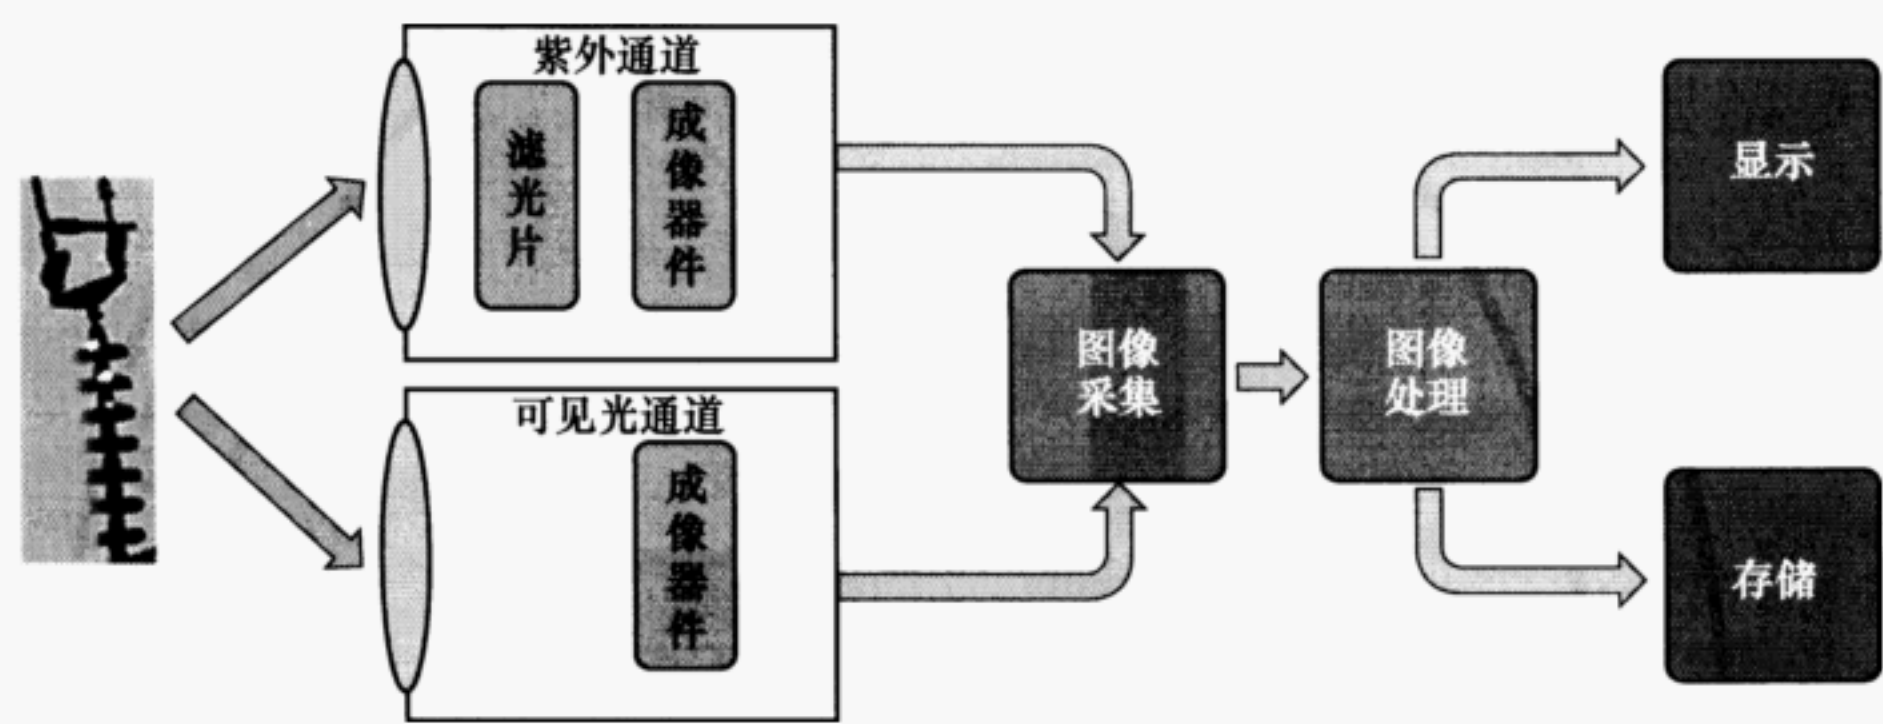 紫外通道
滤光片
成像器件
可见光通道
成像器件
图像
采集
图像
处理
显示
存储